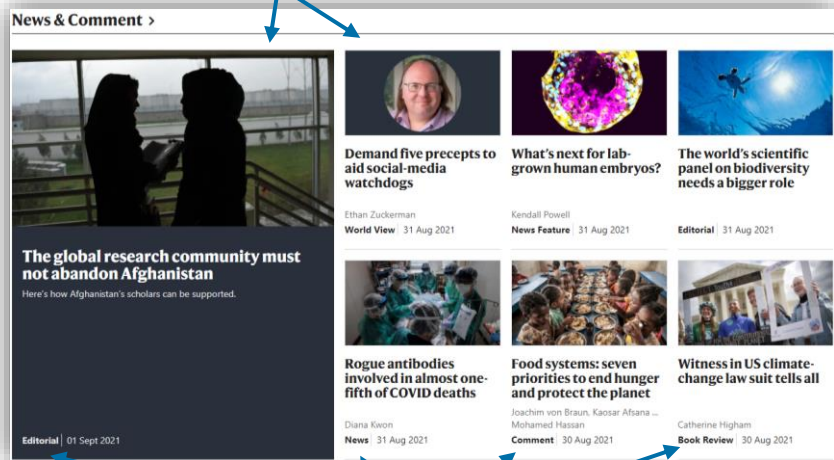 News & Comment >
The global research community must
not abandon Afghanistan
Here's how Afghanistan's scholars can be supported.
Editorial | 01 Sept 2021
Demand five precepts to
aid social-media
watchdogs
Ethan Zuckerman
World View | 31 Aug 2021
What's next for lab-
grown human embryos?
Kendall Powell
News Feature | 31 Aug 2021
The world's scientific
panel on biodiversity
needs a bigger role
Editorial | 31 Aug 2021
Rogue antibodies
involved in almost one-
fifth of COVID deaths
Diana Kwon
News | 31 Aug 2021
Food systems: seven
priorities to end hunger
and protect the planet
Joachim von Braun, Kaosar Afsana ...
Mohamed Hassan
Comment | 30 Aug 2021
Witness in US climate-
change law suit tells all
Catherine Higham
Book Review | 30 Aug 2021